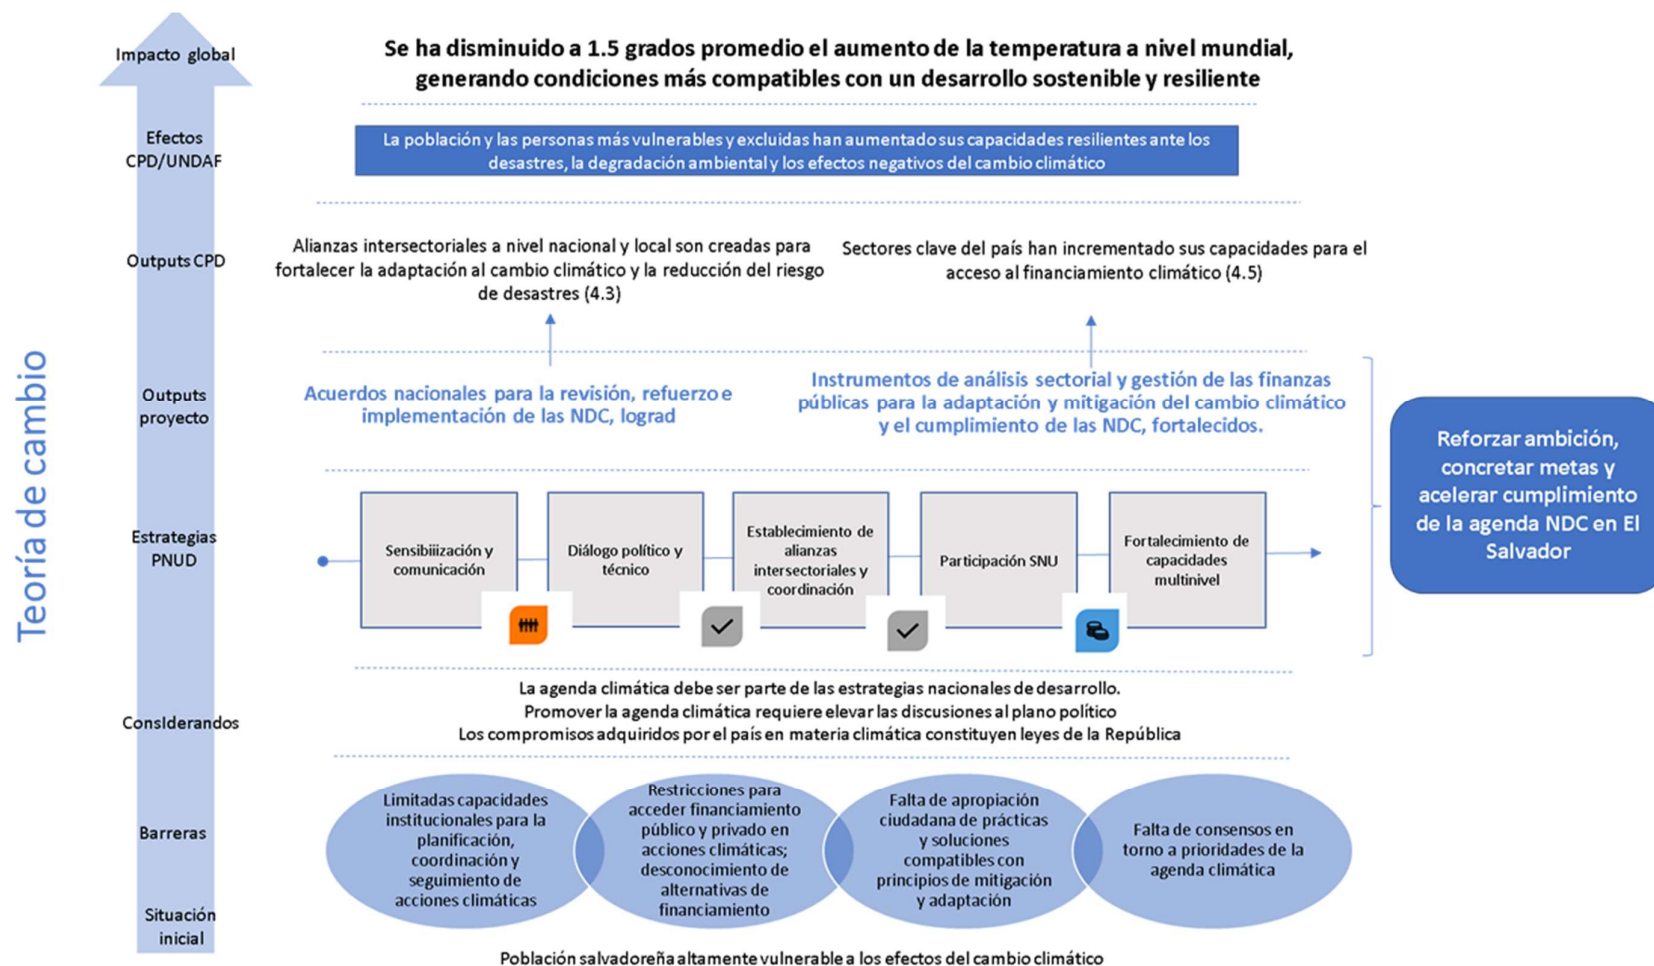 Teoría de cambio
Impacto global
Se ha disminuido a 1.5 grados promedio el aumento de la temperatura a nivel mundial,
generando condiciones más compatibles con un desarrollo sostenible y resiliente
Efectos
CPD/UNDAF
La población y las personas más vulnerables y excluidas han aumentado sus capacidades resilientes ante los
desastres, la degradación ambiental y los efectos negativos del cambio climático
Outputs CPD
Alianzas intersectoriales a nivel nacional y local son creadas para
fortalecer la adaptación al cambio climático y la reducción del riesgo
de desastres (4.3)
Sectores clave del país han incrementado sus capacidades para el
acceso al financiamiento climático (4.5)
Outputs
proyecto
Acuerdos nacionales para la revisión, refuerzo e
implementación de las NDC, lograd
Instrumentos de análisis sectorial y gestión de las finanzas
públicas para la adaptación y mitigación del cambio climático
y el cumplimiento de las NDC, fortalecidos.
Reforzar ambición,
concretar metas y
acelerar cumplimiento
de la agenda NDC en El
Salvador
Estrategias
PNUD
Sensibiiización y
comunicación
Diálogo político y
técnico
Establecimiento de
alianzas
intersectoriales y
coordinación
Participación SNU
Fortalecimiento de
capacidades
multinivel
ConsIderandos
La agenda climática debe ser parte de las estrategias nacionales de desarrollo.
Promover la agenda climática requiere elevar las discusiones al plano político
Los compromisos adquiridos por el país en materia climática constituyen leyes de la República
Barreras
Limitadas capacidades
institucionales para la
planificación,
coordinación y
seguimiento de
acciones climáticas
Restricciones para
acceder financiamiento
público y privado en
acciones climáticas;
desconocimiento de
alternativas de
financiamiento
Falta de apropiación
ciudadana de prácticas
y soluciones
compatibles con
principios de mitigación
y adaptación
Falta de consensos en
torno a prioridades de la
agenda climática
Situación
inicial
Población salvadoreña altamente vulnerable a los efectos del cambio climático